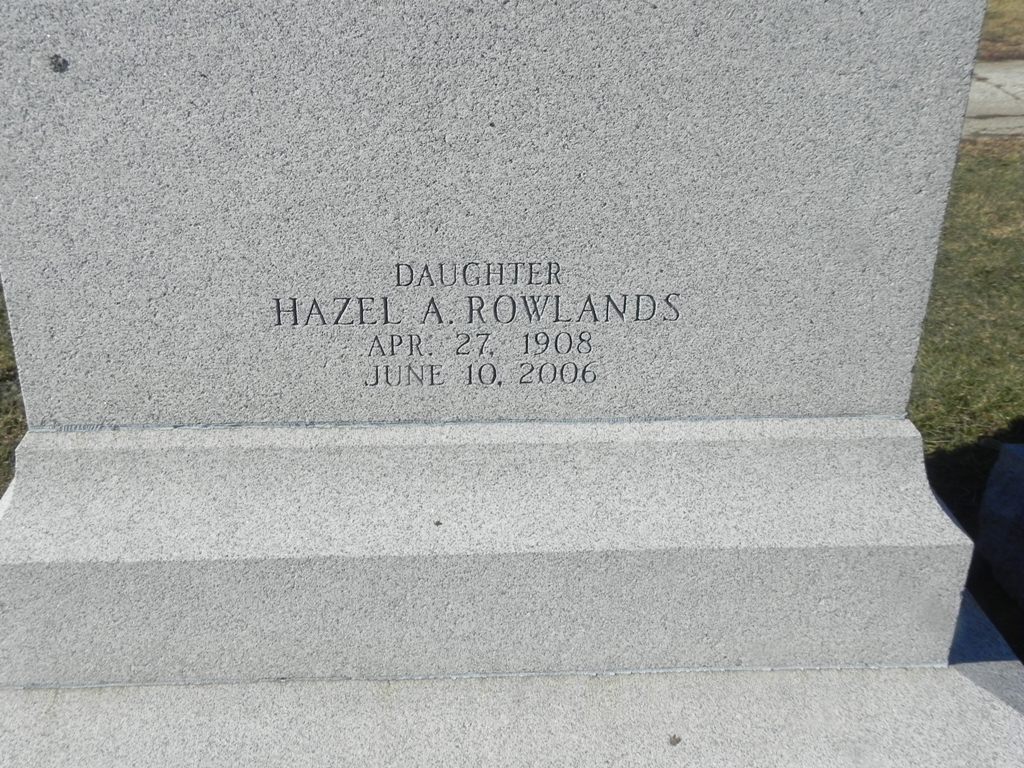 DAUGHTER
HAZEL A. ROWLANDS
APR. 27, 1908
JUNE 10, 2006